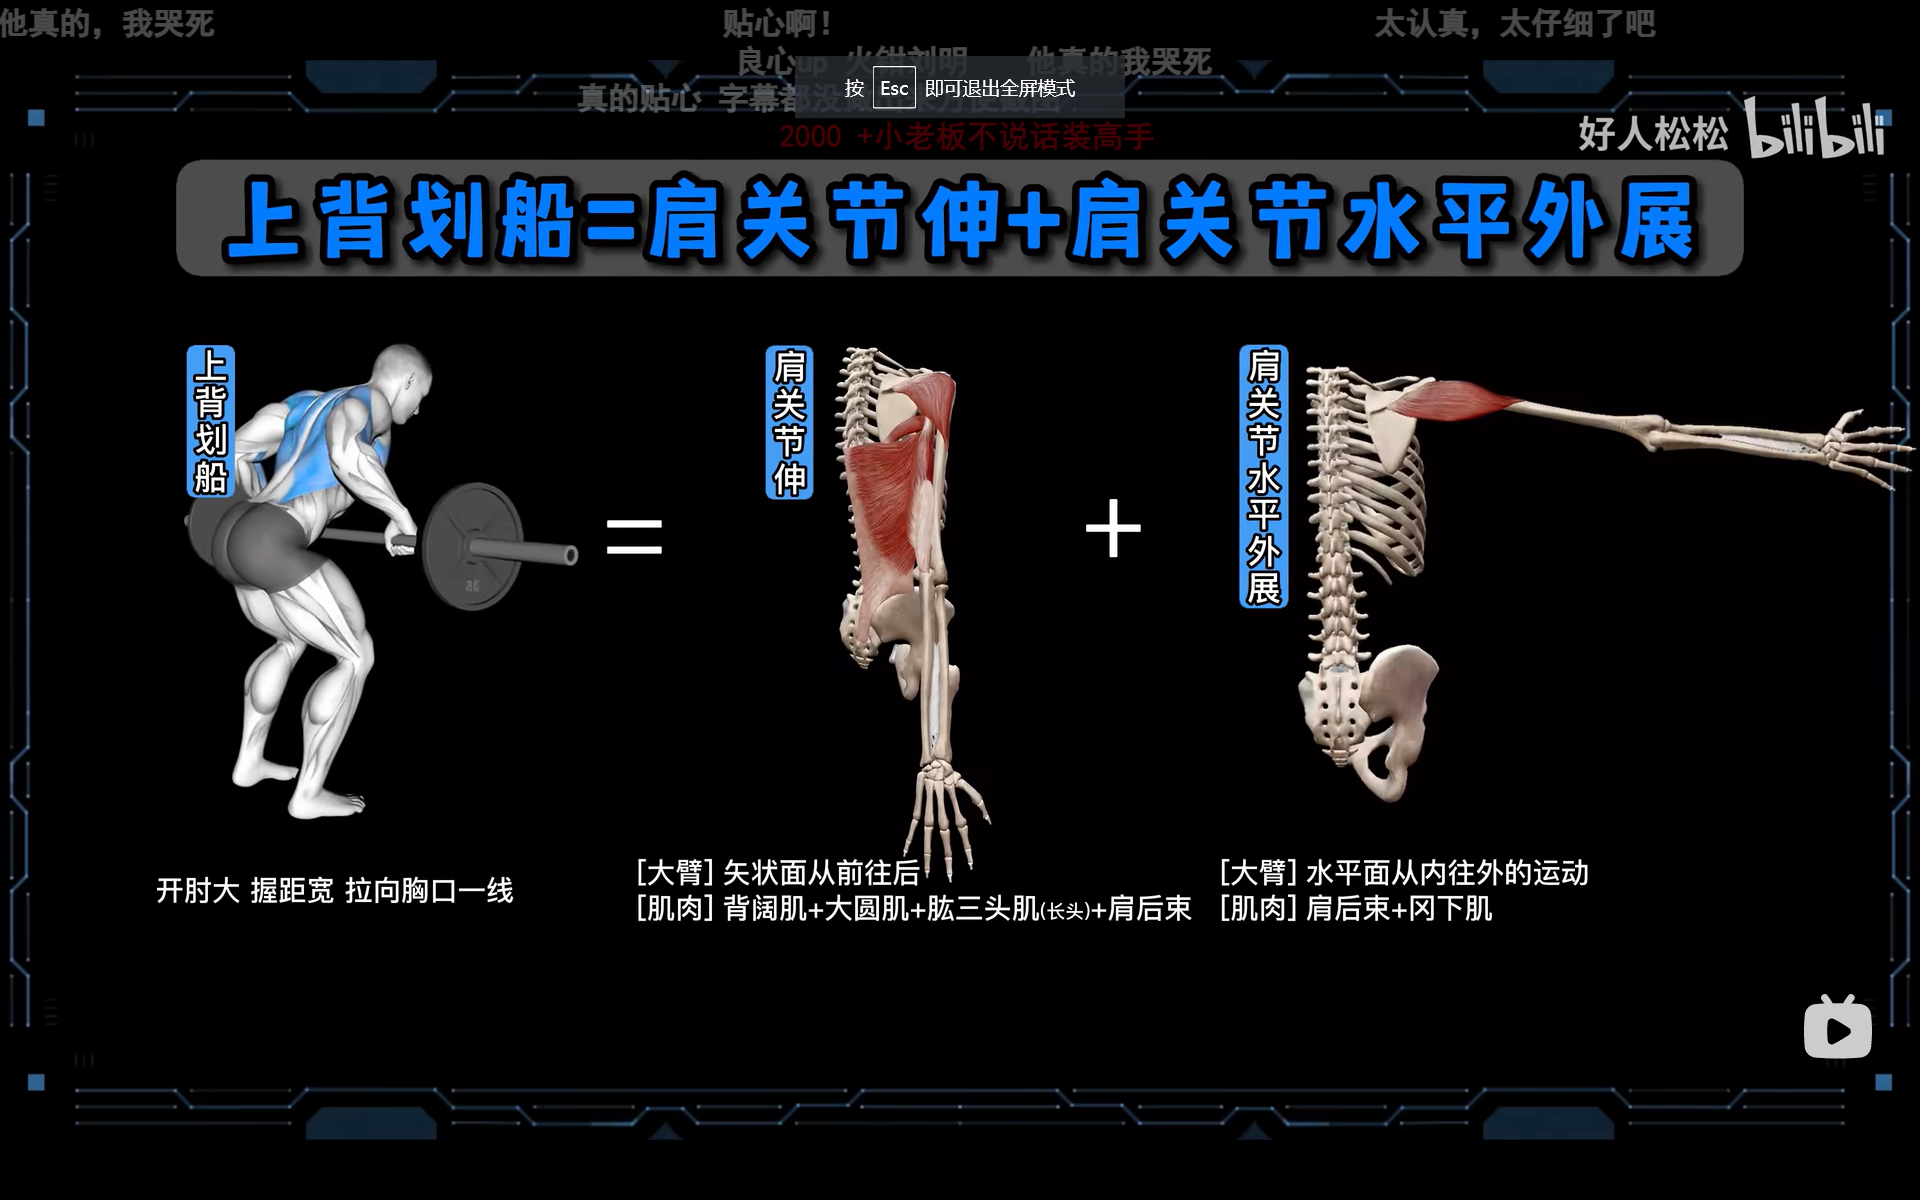 他真的，我哭死
贴心啊！
太认真，太仔细了吧
良心up 火钳刘明
他真的我哭死
真的贴心 字幕都没
按 Esc 即可退出全屏模式
2000 +小老板不说话装高手
好人松松 bilibili
上背划船=肩关节伸+肩关节水平外展
上背划船
肩关节伸
肩关节水平外展
=
+
开肘大 握距宽 拉向胸口一线
[大臂] 矢状面从前往后
[肌肉] 背阔肌+大圆肌+肱三头肌(长头)+肩后束
[大臂] 水平面从内往外的运动
[肌肉] 肩后束+冈下肌